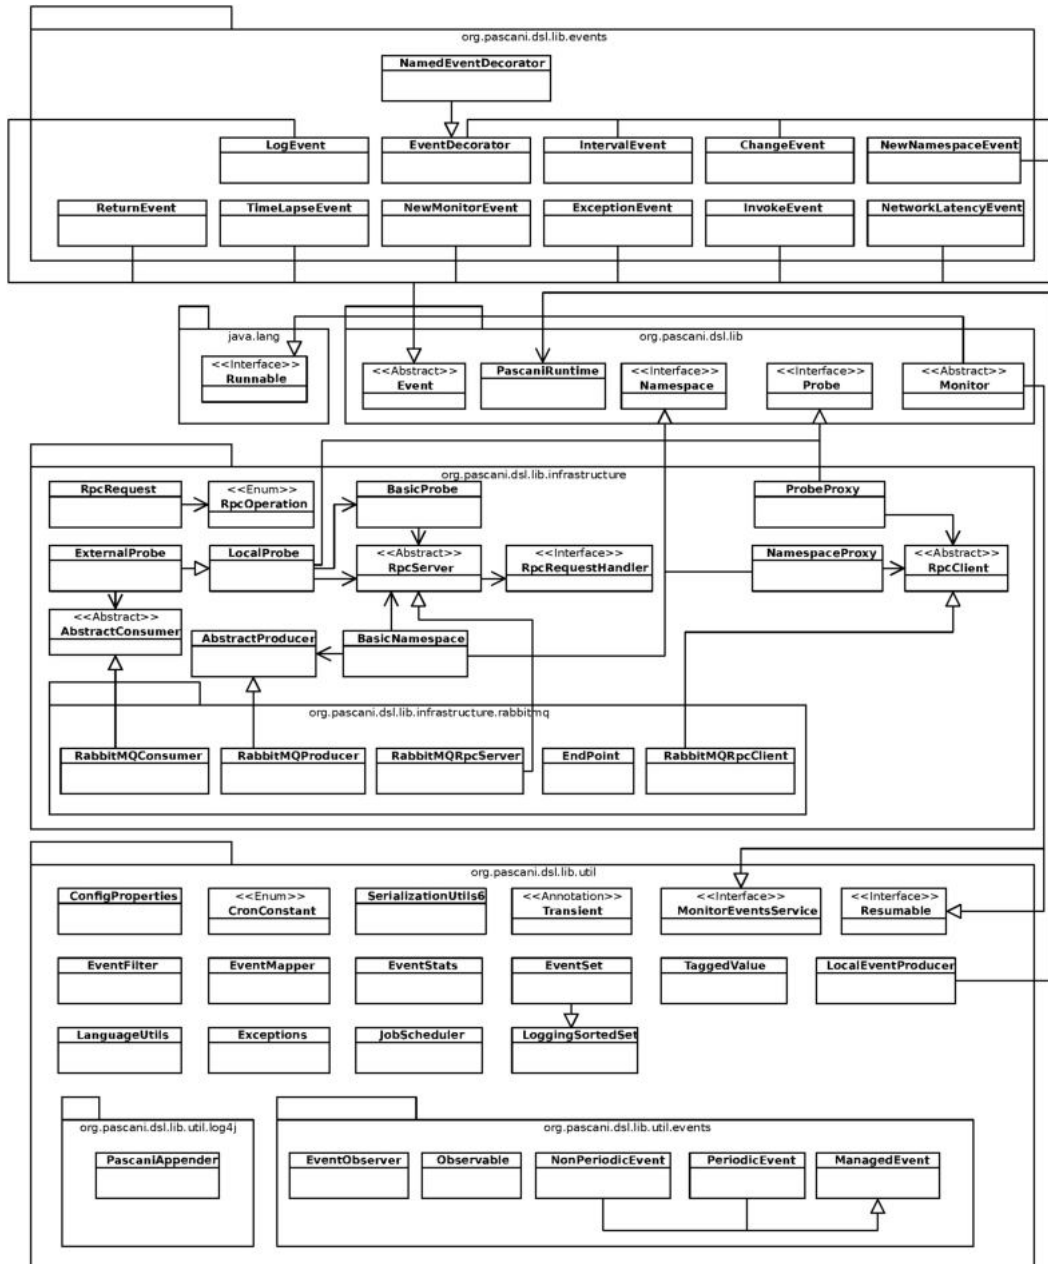 org.pascani.dsl.lib.events
NamedEventDecorator
LogEvent
EventDecorator
IntervalEvent
ChangeEvent
NewNamespaceEvent
ReturnEvent
TimeLapseEvent
NewMonitorEvent
ExceptionEvent
InvokeEvent
NetworkLatencyEvent
java.lang
<<Interface>>
Runnable
org.pascani.dsl.lib
<<Abstract>>
Event
PascaniRuntime
<<Interface>>
Namespace
<<Interface>>
Probe
<<Abstract>>
Monitor
org.pascani.dsl.lib.infrastructure
RpcRequest
<<Enum>>
RpcOperation
BasicProbe
ProbeProxy
ExternalProbe
LocalProbe
<<Abstract>>
RpcServer
<<Interface>>
RpcRequestHandler
NamespaceProxy
<<Abstract>>
RpcClient
<<Abstract>>
AbstractConsumer
AbstractProducer
BasicNamespace
org.pascani.dsl.lib.infrastructure.rabbitmq
RabbitMQConsumer
RabbitMQProducer
RabbitMQRpcServer
EndPoint
RabbitMQRpcClient
org.pascani.dsl.lib.util
ConfigProperties
<<Enum>>
CronConstant
SerializationUtils6
<<Annotation>>
Transient
<<Interface>>
MonitorEventsService
<<Interface>>
Resumable
EventFilter
EventMapper
EventStats
EventSet
TaggedValue
LocalEventProducer
LanguageUtils
Exceptions
JobScheduler
LoggingSortedSet
org.pascani.dsl.lib.util.log4j
PascaniAppender
org.pascani.dsl.lib.util.events
EventObserver
Observable
NonPeriodicEvent
PeriodicEvent
ManagedEvent